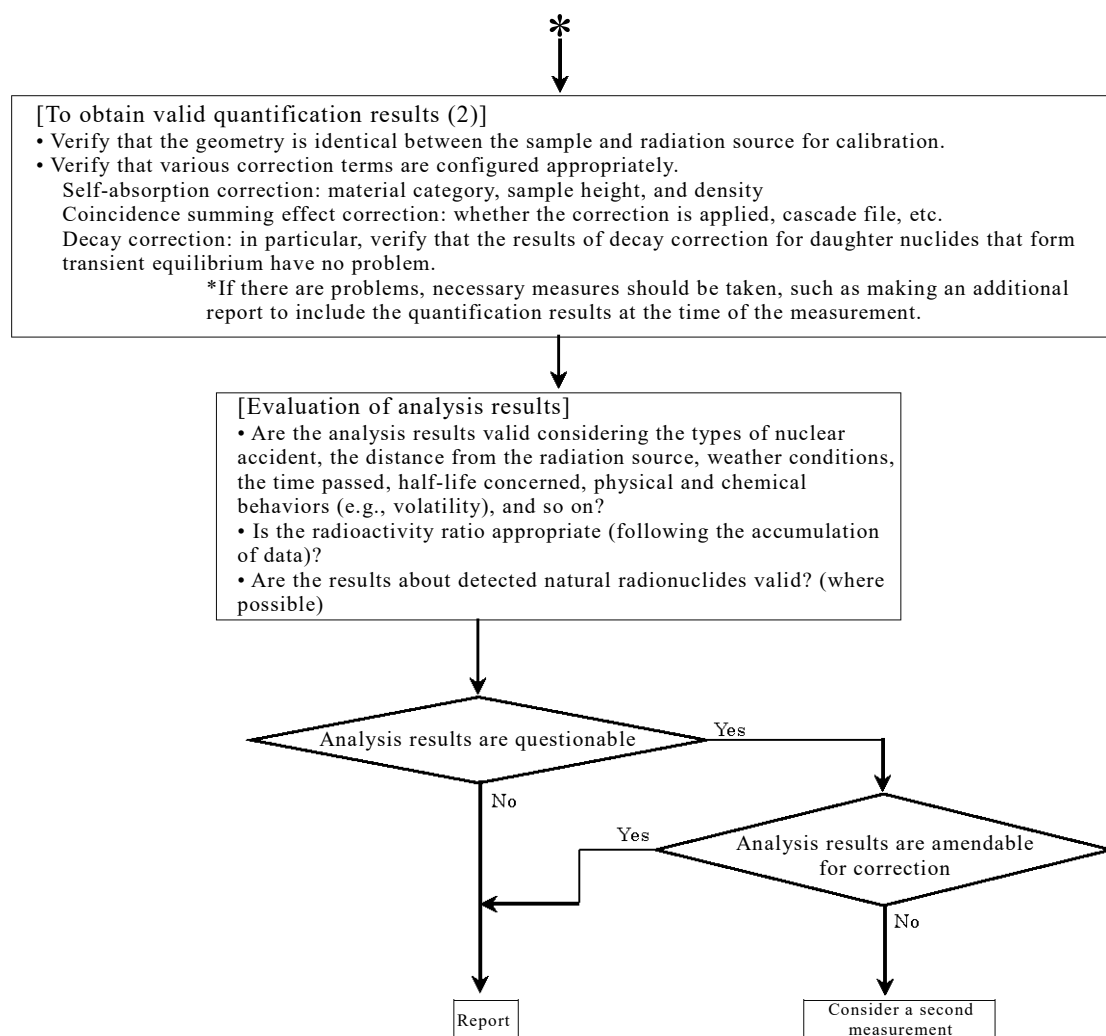 *
[To obtain valid quantification results (2)]
• Verify that the geometry is identical between the sample and radiation source for calibration.
• Verify that various correction terms are configured appropriately.
Self-absorption correction: material category, sample height, and density
Coincidence summing effect correction: whether the correction is applied, cascade file, etc.
Decay correction: in particular, verify that the results of decay correction for daughter nuclides that form
transient equilibrium have no problem.
*If there are problems, necessary measures should be taken, such as making an additional
report to include the quantification results at the time of the measurement.
[Evaluation of analysis results]
• Are the analysis results valid considering the types of nuclear
accident, the distance from the radiation source, weather conditions,
the time passed, half-life concerned, physical and chemical
behaviors (e.g., volatility), and so on?
• Is the radioactivity ratio appropriate (following the accumulation
of data)?
• Are the results about detected natural radionuclides valid? (where
possible)
Analysis results are questionable
Yes
No
Yes
Analysis results are amendable
for correction
No
Report
Consider a second
measurement